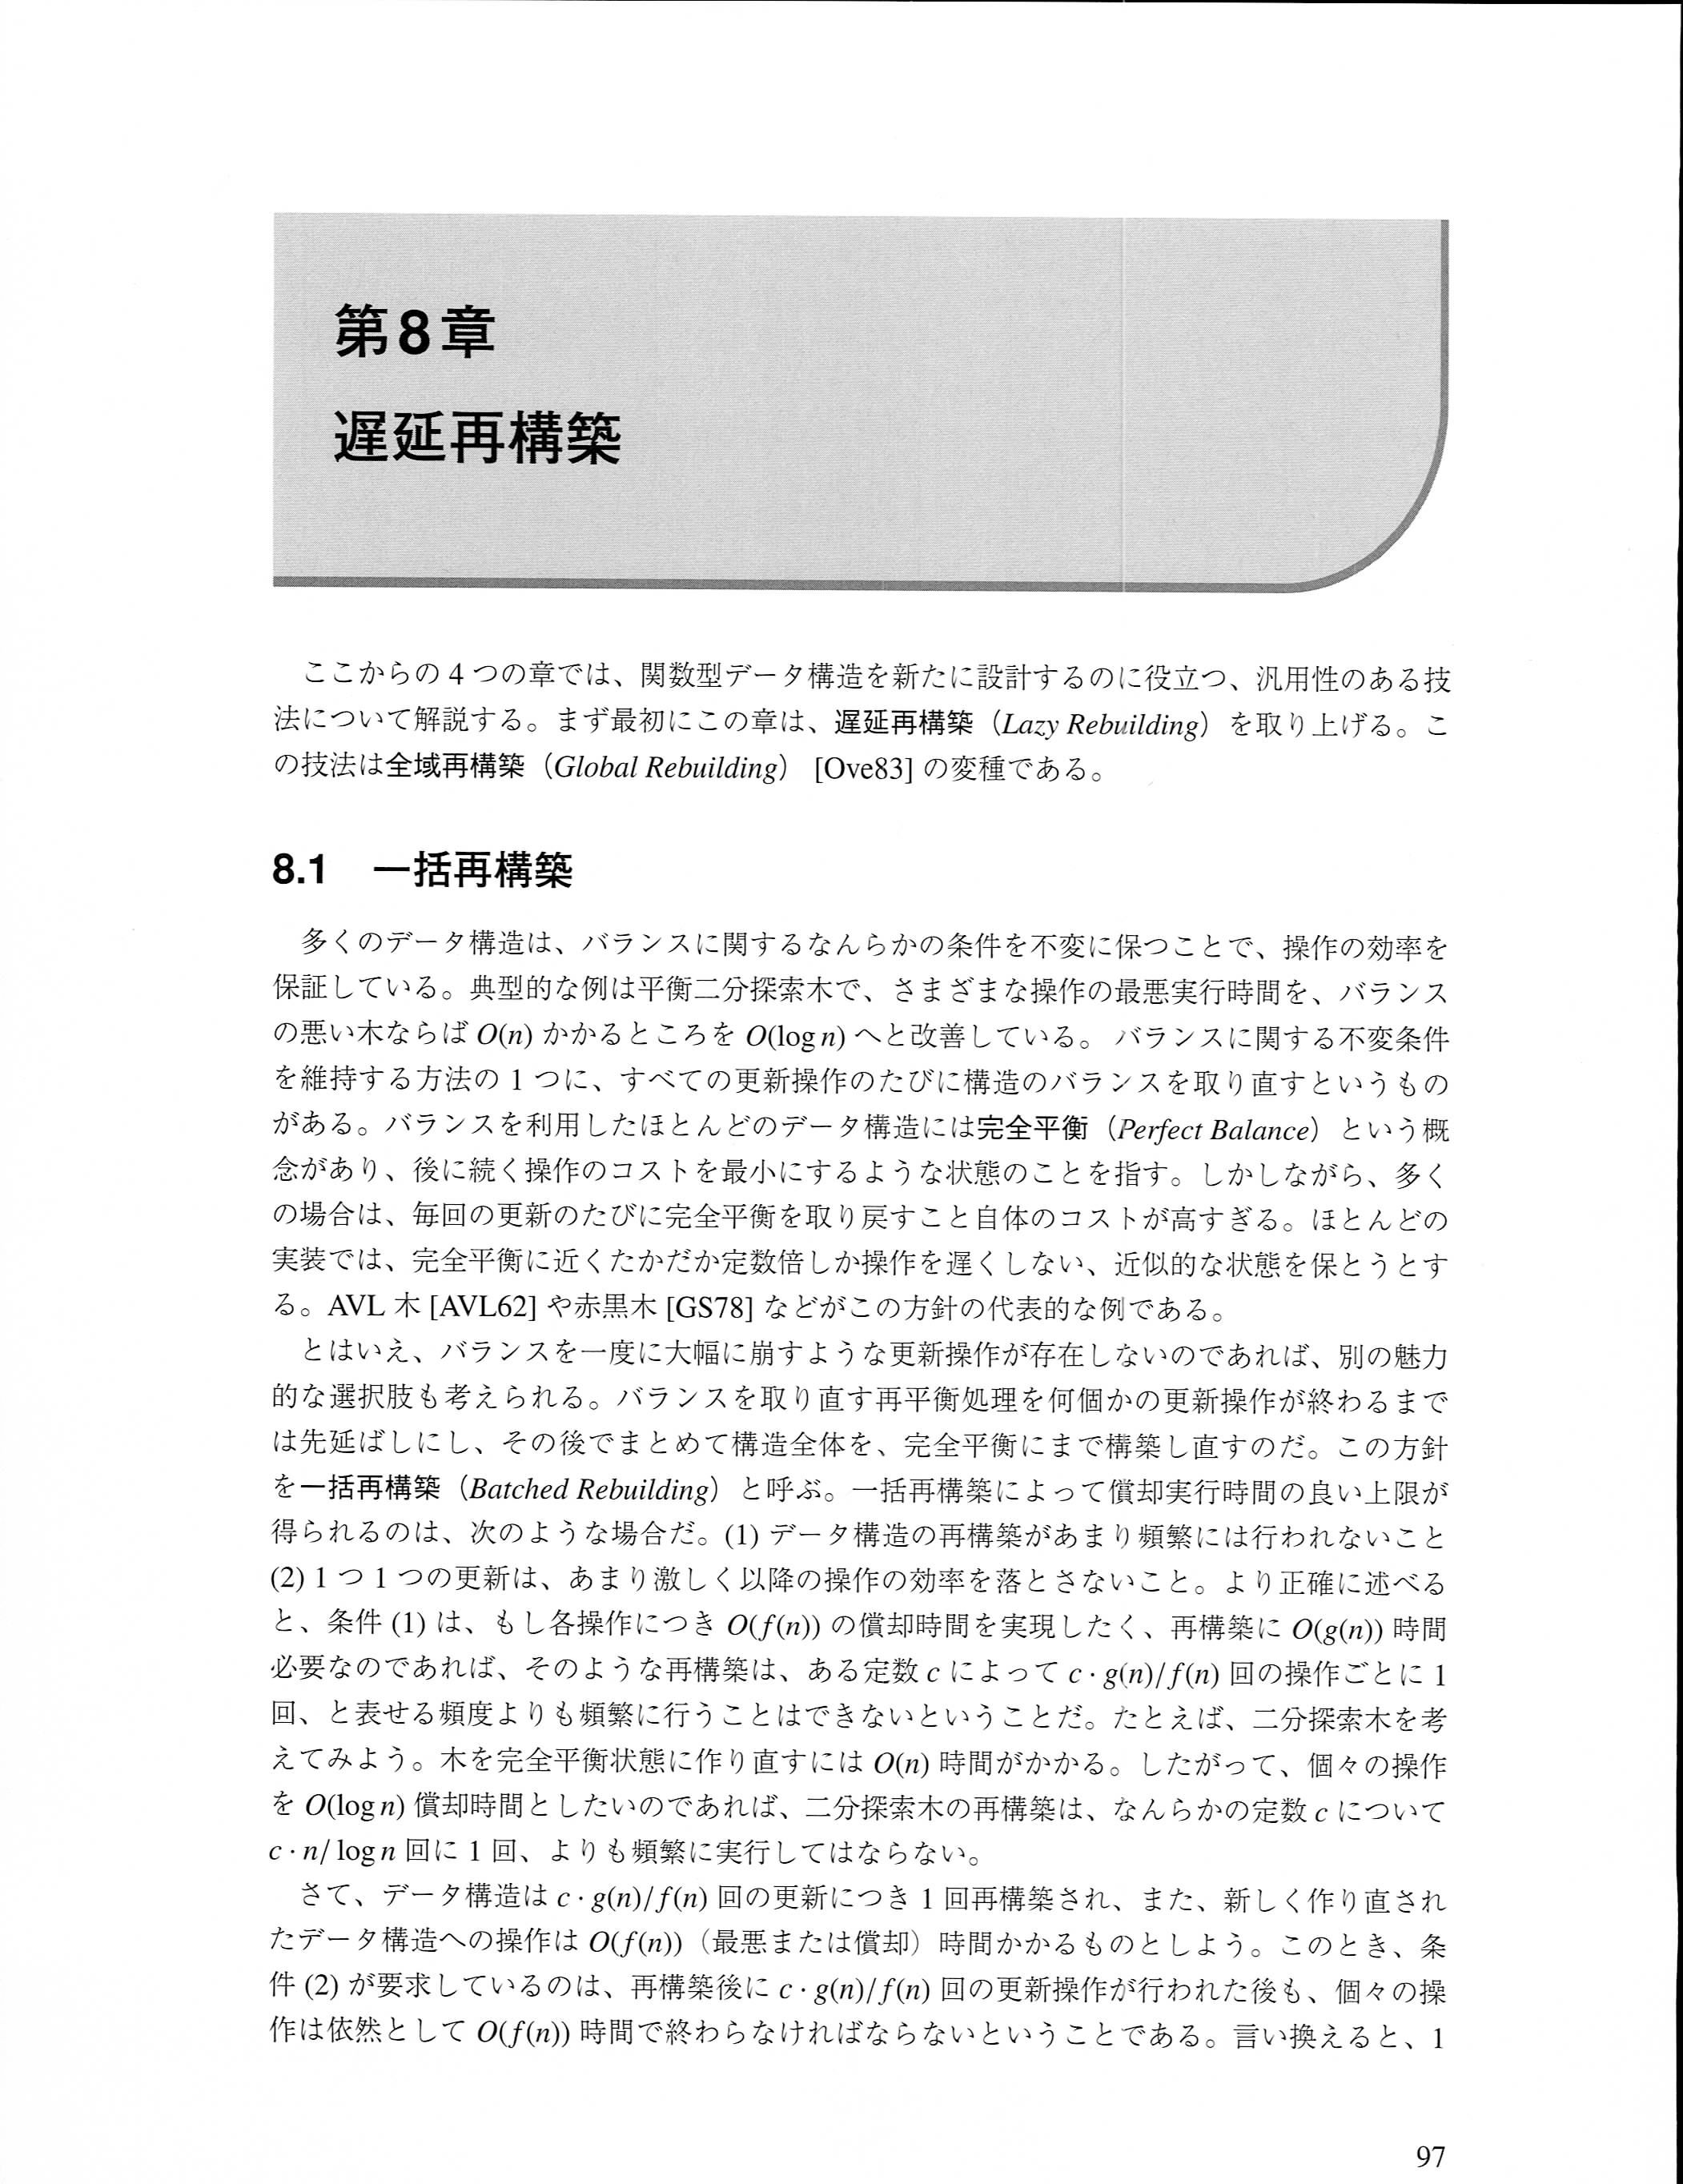 第8章
遅延再構築
ここからの4つの章では、関数型データ構造を新たに設計するのに役立つ、汎用性のある技
法について解説する。まず最初にこの章は、遅延再構築（Lazy Rebuilding）を取り上げる。こ
の技法は全域再構築（Global Rebuilding） [Ove83] の変種である。
8.1 一括再構築
多くのデータ構造は、バランスに関するなんらかの条件を不変に保つことで、操作の効率を
保証している。典型的な例は平衡二分探索木で、さまざまな操作の最悪実行時間を、バランス
の悪い木ならば O(n) かかるところを O(log n) へと改善している。 バランスに関する不変条件
を維持する方法の 1 つに、すべての更新操作のたびに構造のバランスを取り直すというもの
がある。バランスを利用したほとんどのデータ構造には完全平衡（Perfect Balance）という概
念があり、後に続く操作のコストを最小にするような状態のことを指す。しかしながら、多く
の場合は、毎回の更新のたびに完全平衡を取り戻すこと自体のコストが高すぎる。ほとんどの
実装では、完全平衡に近くたかだか定数倍しか操作を遅くしない、近似的な状態を保とうとす
る。AVL 木 [AVL62] や赤黒木 [GS78] などがこの方針の代表的な例である。
とはいえ、バランスを一度に大幅に崩すような更新操作が存在しないのであれば、別の魅力
的な選択肢も考えられる。バランスを取り直す再平衡処理を何個かの更新操作が終わるまで
は先延ばしにし、その後でまとめて構造全体を、完全平衡にまで構築し直すのだ。この方針
を一括再構築（Batched Rebuilding）と呼ぶ。一括再構築によって償却実行時間の良い上限が
得られるのは、次のような場合だ。(1) データ構造の再構築があまり頻繁には行われないこと
(2) 1 つ 1 つの更新は、あまり激しく以降の操作の効率を落とさないこと。より正確に述べる
と、条件 (1) は、もし各操作につき O(f(n)) の償却時間を実現したく、再構築に O(g(n)) 時間
必要なのであれば、そのような再構築は、ある定数 c によって c · g(n)/f(n) 回の操作ごとに 1
回、と表せる頻度よりも頻繁に行うことはできないということだ。たとえば、二分探索木を考
えてみよう。木を完全平衡状態に作り直すには O(n) 時間がかかる。したがって、個々の操作
を O(log n) 償却時間としたいのであれば、二分探索木の再構築は、なんらかの定数 c について
c · n/ log n 回に 1 回、よりも頻繁に実行してはならない。
さて、データ構造は c · g(n)/f(n) 回の更新につき 1 回再構築され、また、新しく作り直され
たデータ構造への操作は O(f(n))（最悪または償却）時間かかるものとしよう。このとき、条
件 (2) が要求しているのは、再構築後に c · g(n)/f(n) 回の更新操作が行われた後も、個々の操
作は依然として O(f(n)) 時間で終わらなければならないということである。言い換えると、1
97